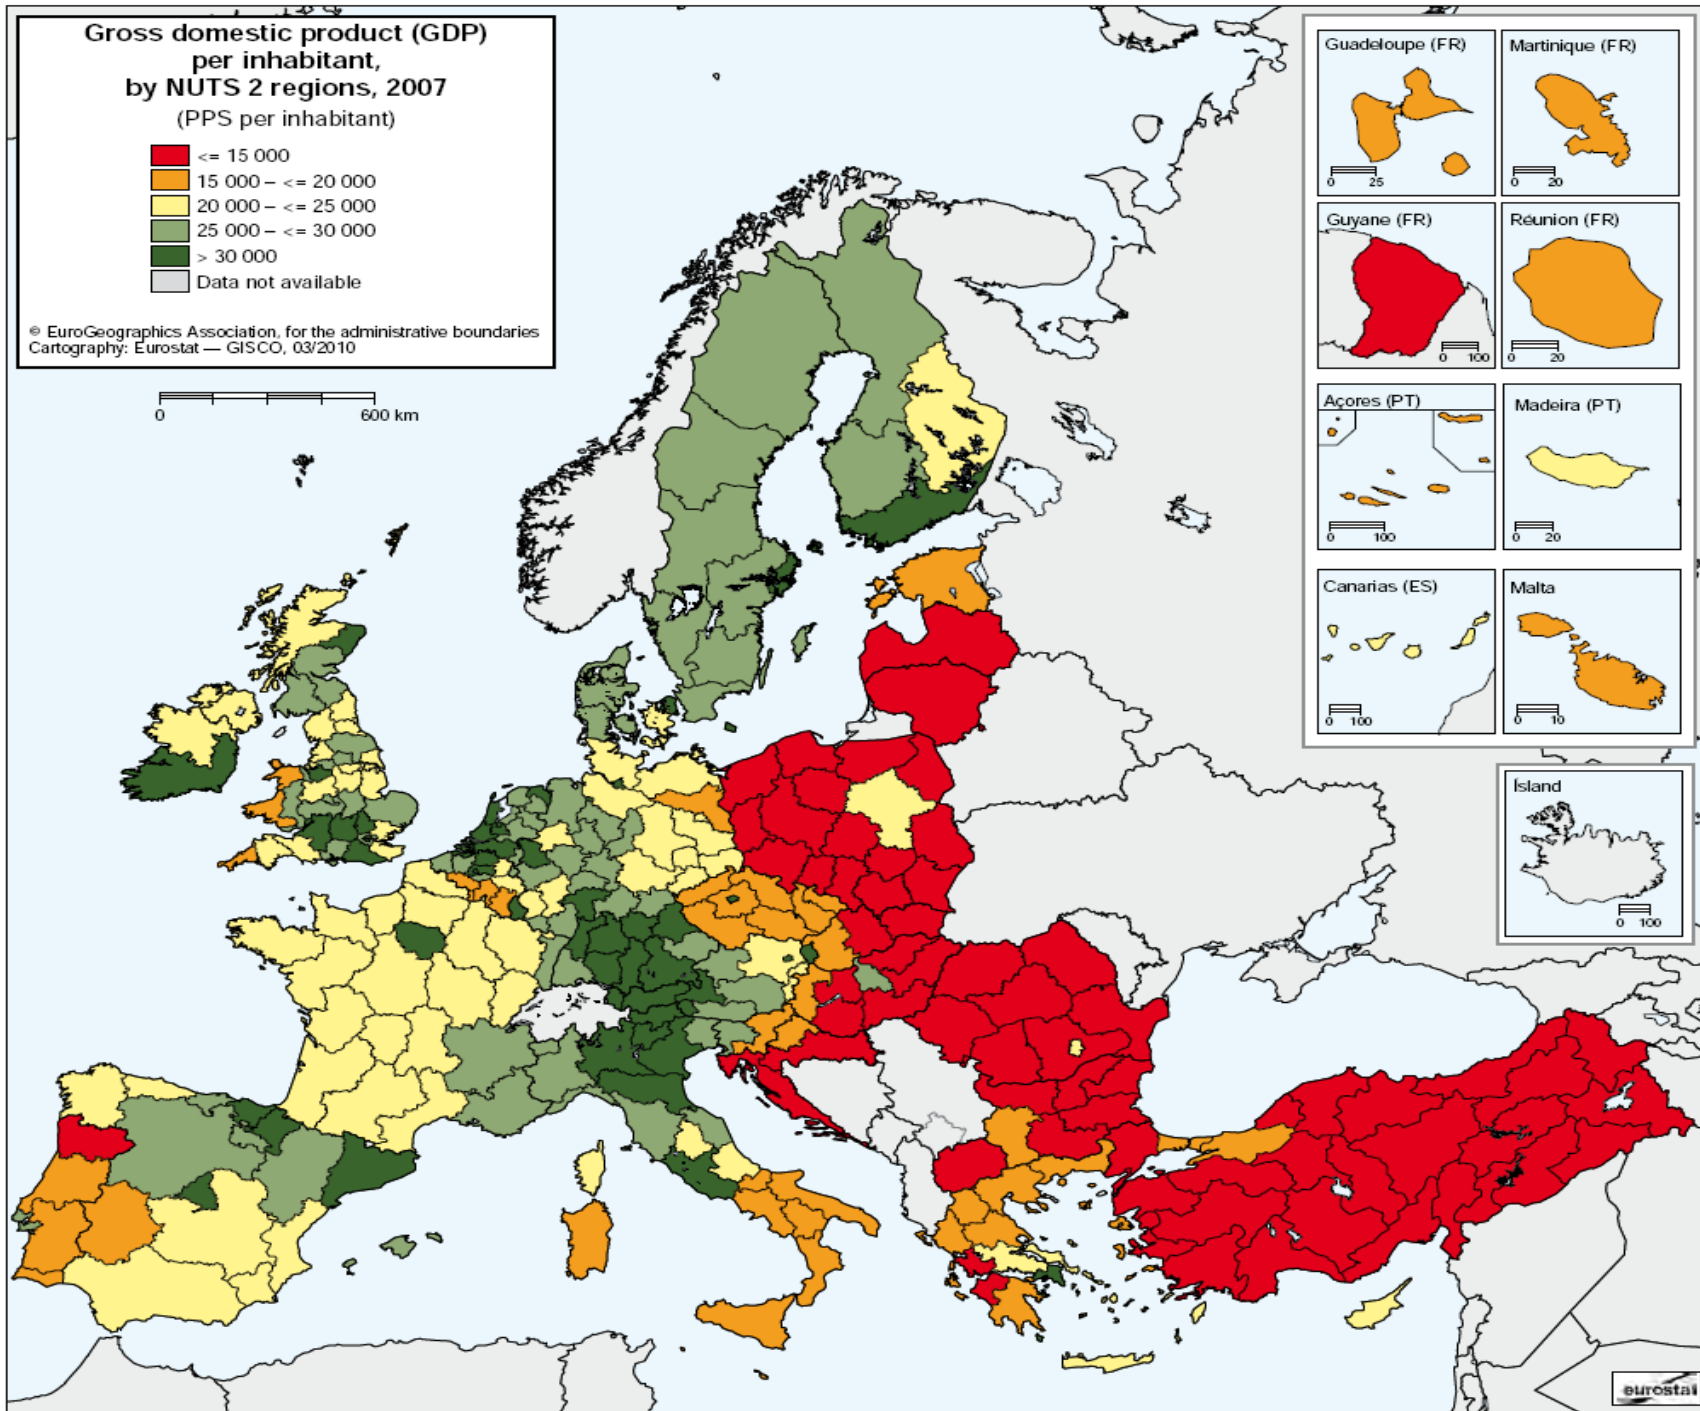 Gross domestic product (GDP)
per inhabitant,
by NUTS 2 regions, 2007
(PPS per inhabitant)
<= 15 000
15 000 – <= 20 000
20 000 – <= 25 000
25 000 – <= 30 000
> 30 000
Data not available
© EuroGeographics Association, for the administrative boundaries
Cartography: Eurostat — GISCO, 03/2010
0 600 km
Guadeloupe (FR)
0 25
Martinique (FR)
0 20
Guyane (FR)
0 100
Réunion (FR)
0 20
Açores (PT)
0 100
Madeira (PT)
0 20
Canarias (ES)
0 100
Malta
0 10
Ísland
0 100
eurostat